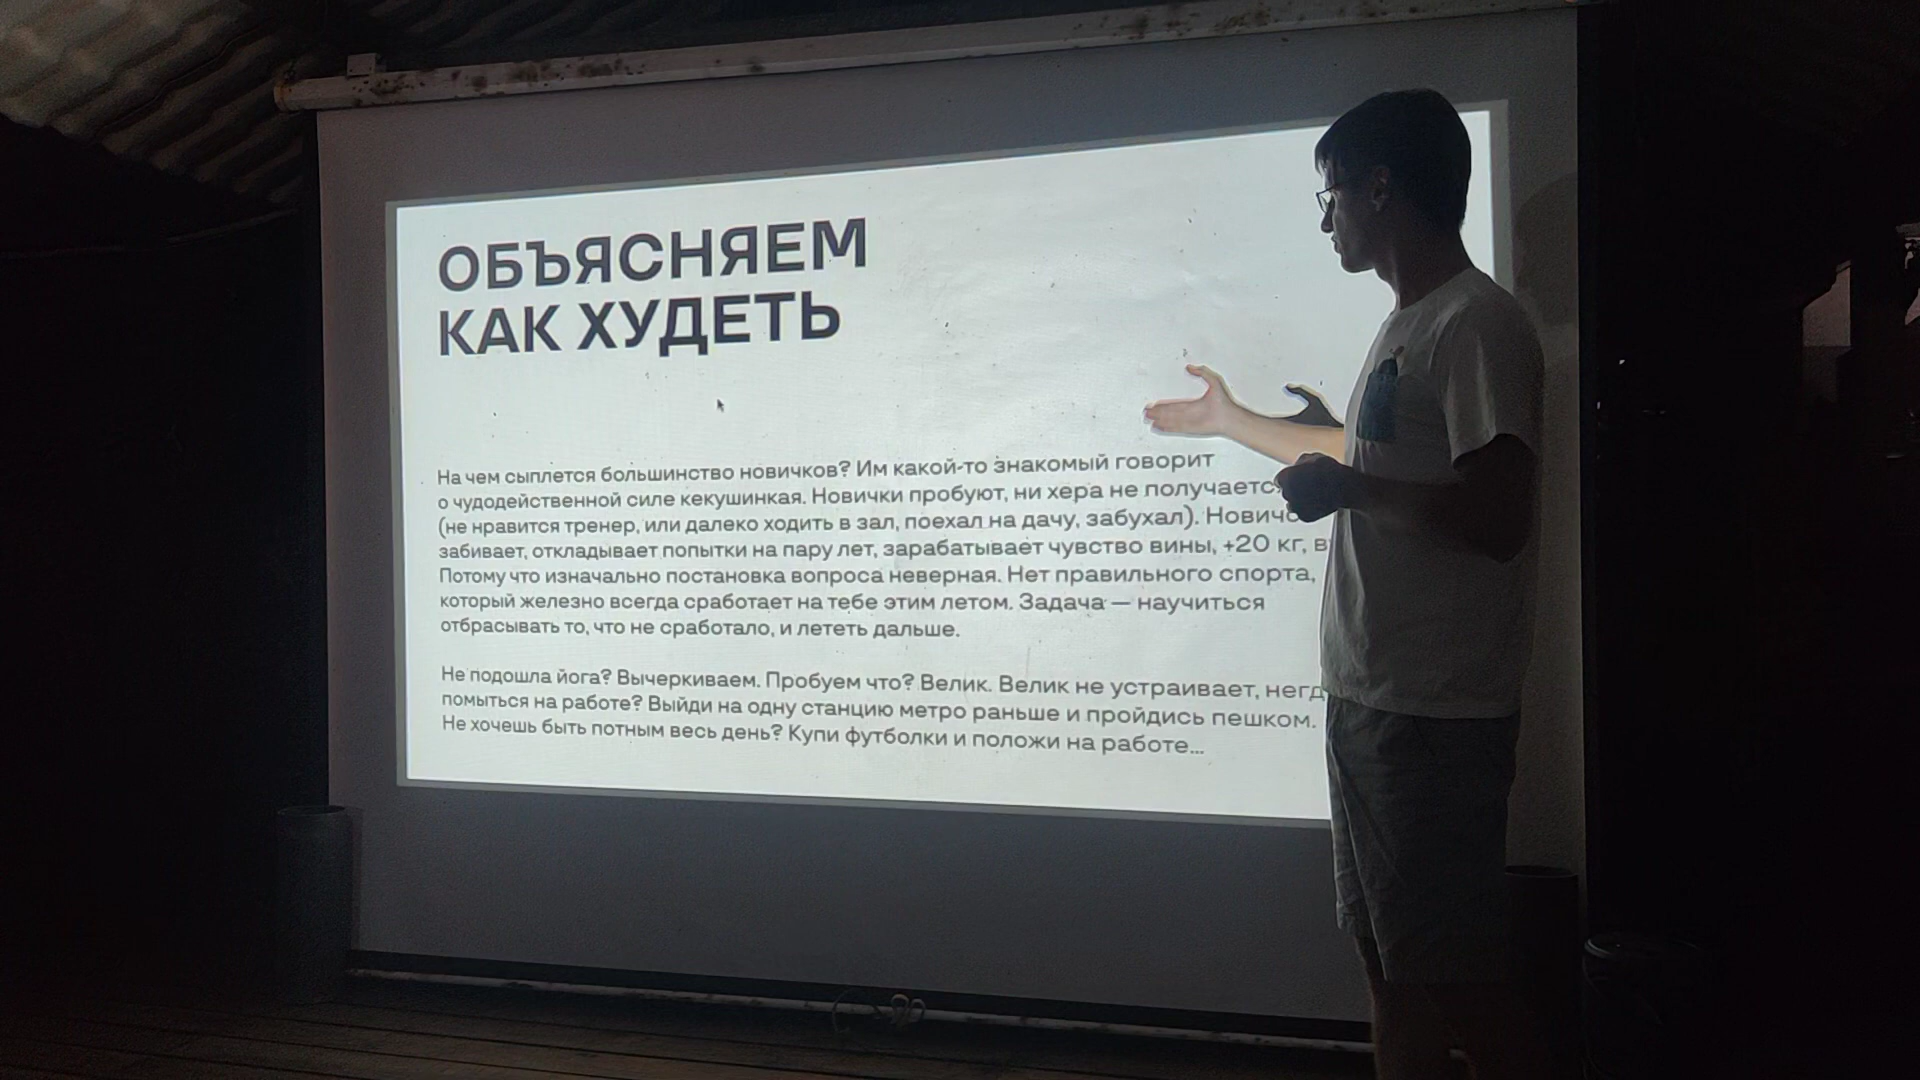 ОБЪЯСНЯЕМ
КАК ХУДЕТЬ
На чем сыплется большинство новичков? Им какой-то знакомый говорит
о чудодейственной силе кекушинкая. Новички пробуют, ни хера не получаетс
(не нравится тренер, или далеко ходить в зал, поехал на дачу, забухал).
забивает, откладывает попытки на пару лет, зарабатывает чувство вины, +20 кг,
Потому что изначально постановка вопроса неверная. Нет правильного спорта,
который железно всегда сработает на тебе этим летом. Задача — научиться
отбрасывать то, что не сработало, и лететь дальше.
Не подошла йога? Вычеркиваем. Пробуем что? Велик. Велик не устраивает, негд
помыться на работе? Выйди на одну станцию метро раньше и пройдись пешком.
Не хочешь быть потным весь день? Купи футболки и положи на работе...